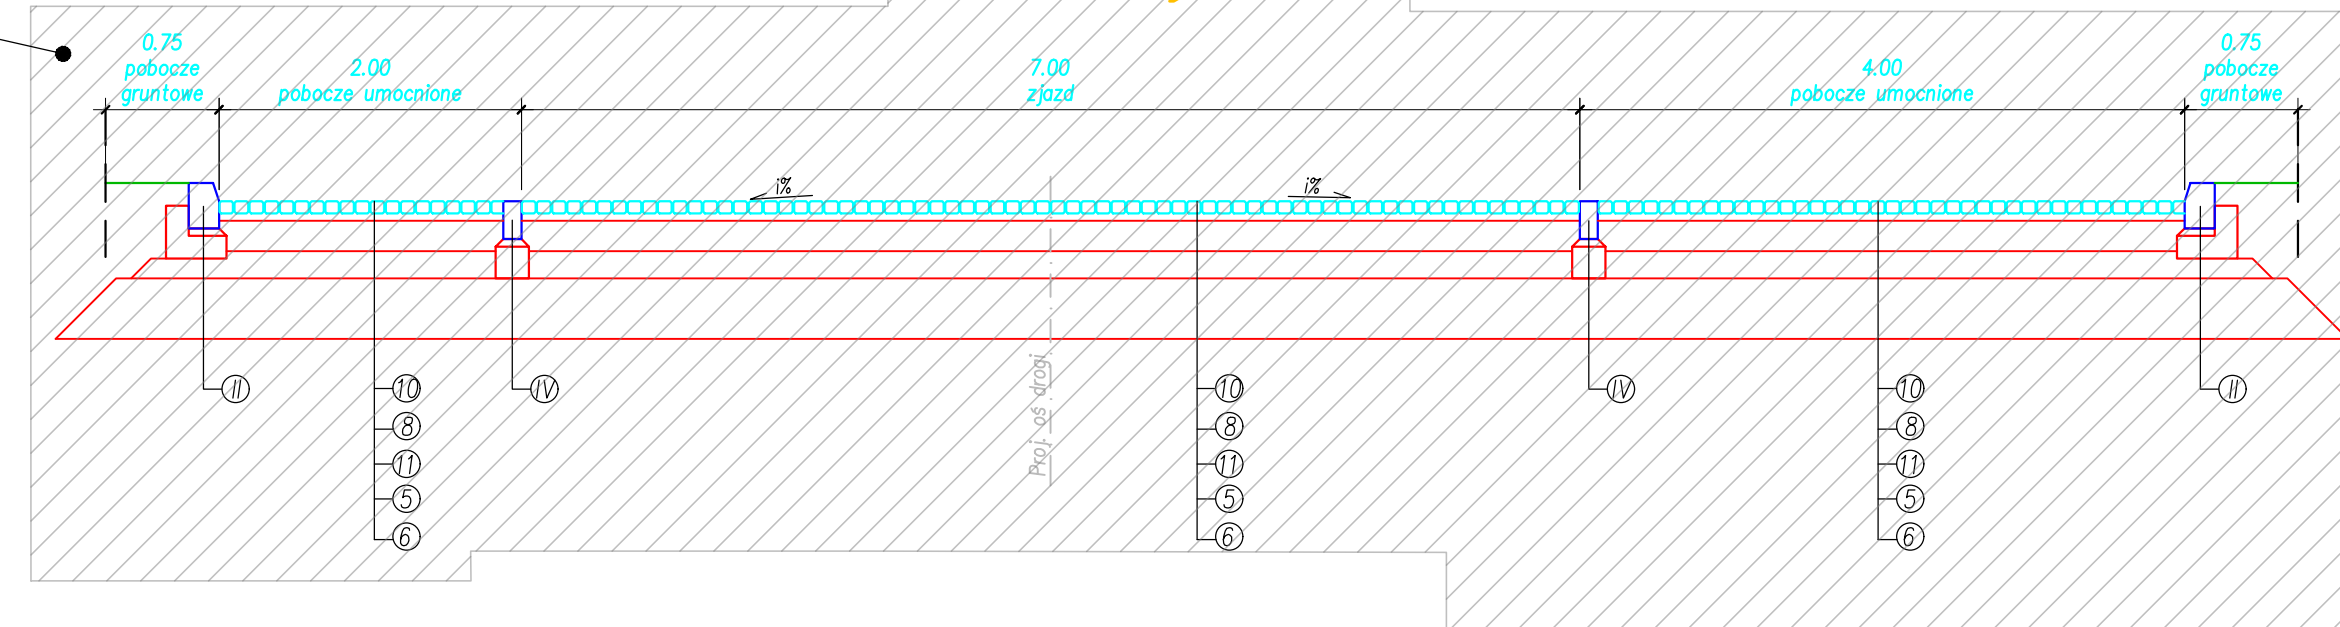 0.75
pobocze
gruntowe
2.00
pobocze umocnione
7.00
zjazd
4.00
pobocze umocnione
0.75
pobocze
gruntowe
i%
i%
Proj. oś drogi
II
10
8
11
5
6
IV
10
8
11
5
6
IV
10
8
11
5
6
II